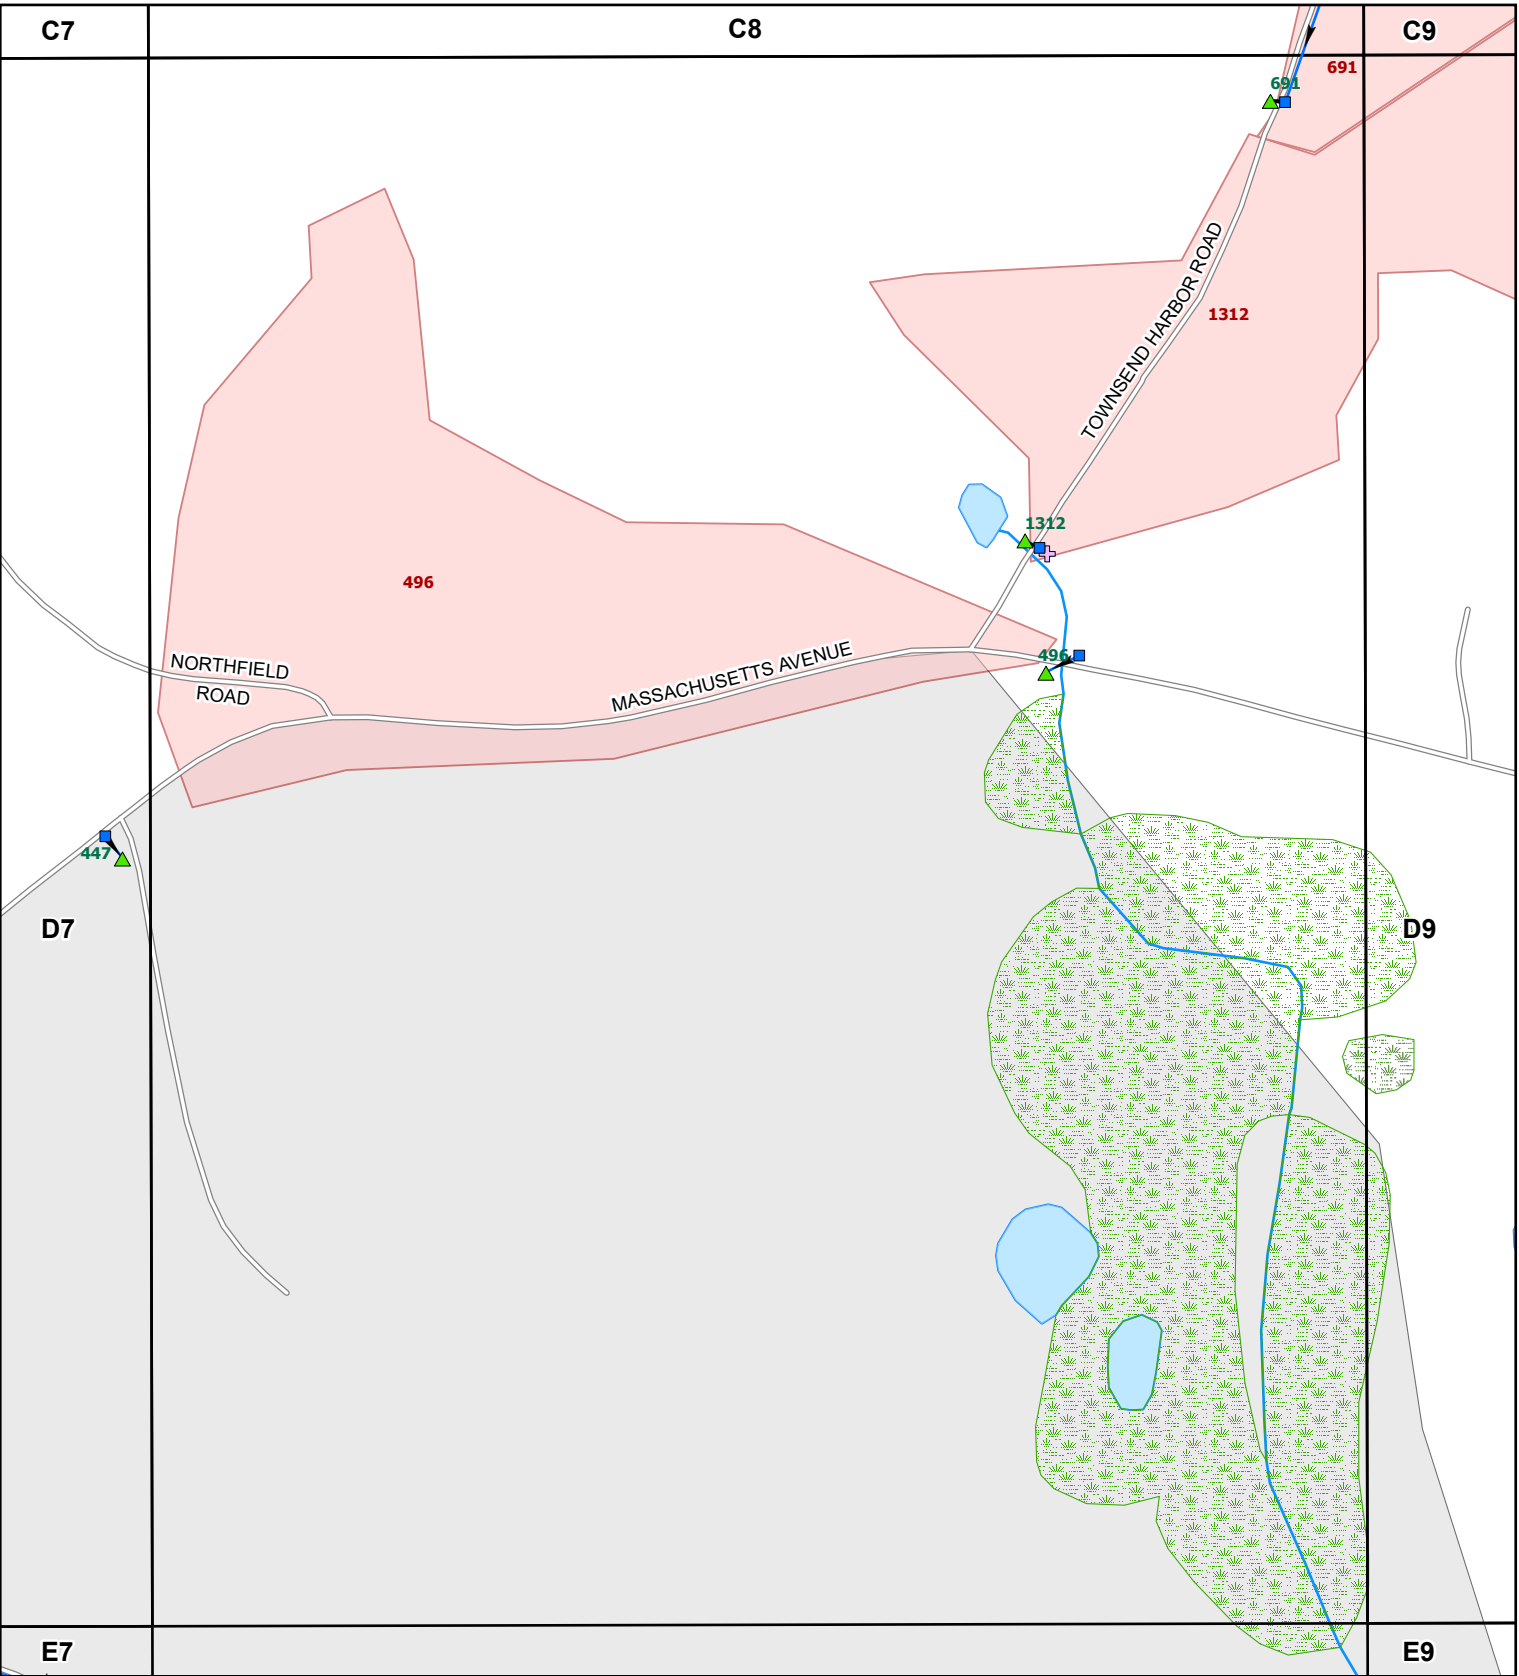 C7
C8
C9
691
691
TOWNSEND HARBOR ROAD
1312
1312
496
496
NORTHFIELD
ROAD
MASSACHUSETTS AVENUE
447
D7
D9
E7
E9